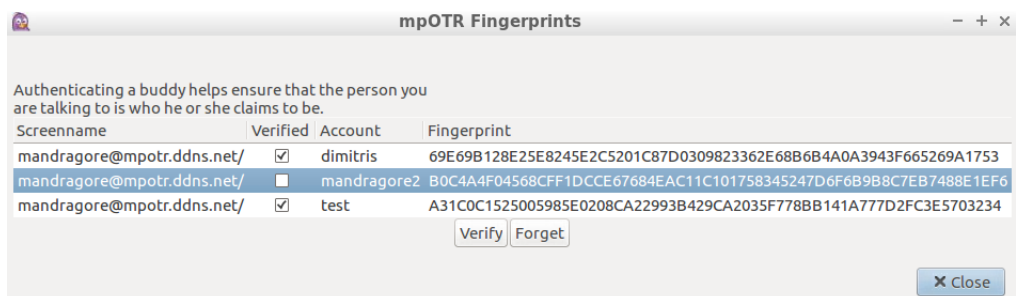 mpOTR Fingerprints
Authenticating a buddy helps ensure that the person you
are talking to is who he or she claims to be.
Screenname Verified Account Fingerprint
mandragore@mpotr.ddns.net/ dimitris 69E69B128E25E8245E2C5201C87D0309823362E68B6B4A0A3943F665269A1753
mandragore@mpotr.ddns.net/ mandragore2 B0C4A4F04568CFF1DCCE67684EAC11C101758345247D6F6B9B8C7EB7488E1EF6
mandragore@mpotr.ddns.net/ test A31C0C1525005985E0208CA22993B429CA2035F778BB141A777D2FC3E5703234
Verify Forget
Close